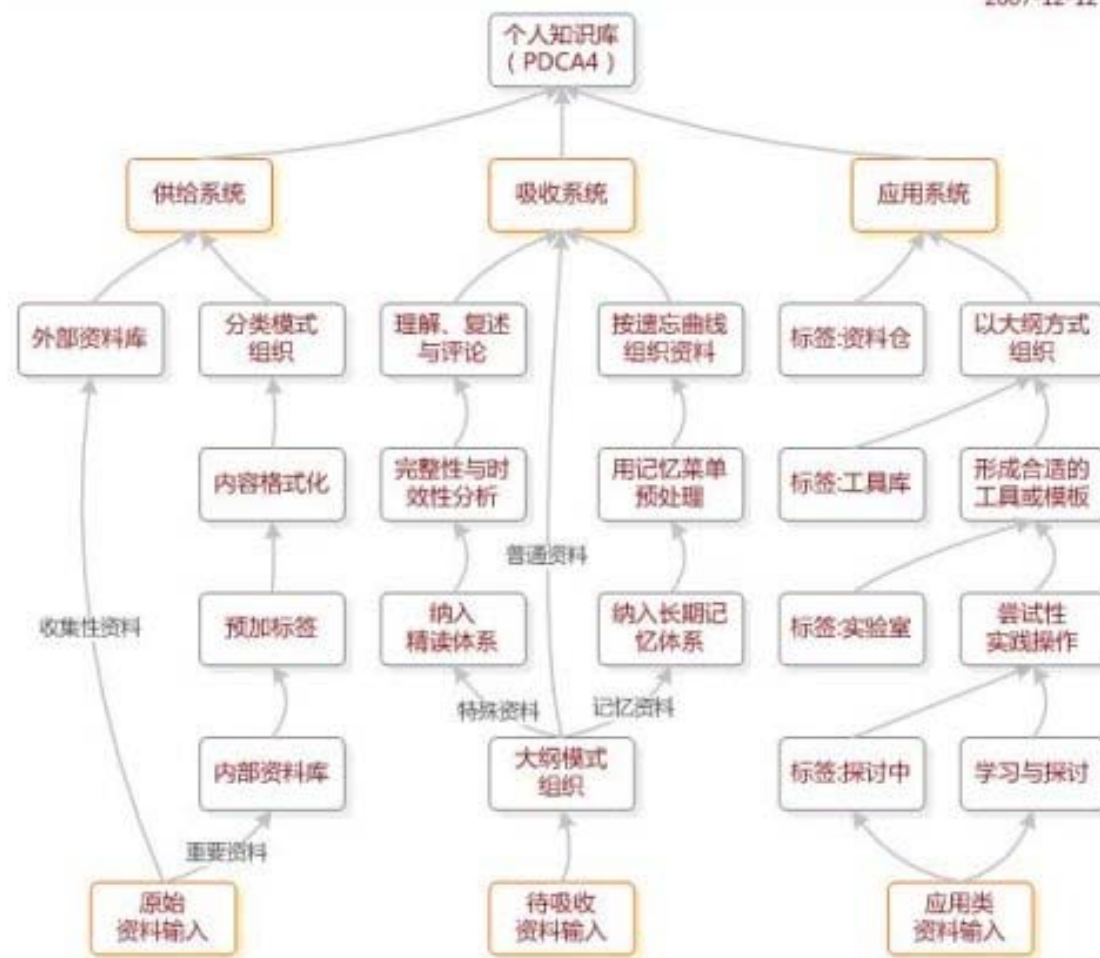 2007-12-12
个人知识库
(PDCA4)
供给系统
吸收系统
应用系统
外部资料库
分类模式
组织
理解、复述
与评论
按遗忘曲线
组织资料
标签:资料仓
以大纲方式
组织
内容格式化
完整性与时
效性分析
用记忆菜单
预处理
标签:工具库
形成合适的
工具或模板
普通资料
收集性资料
预加标签
纳入
精读体系
纳入长期记
忆体系
标签:实验室
尝试性
实践操作
特殊资料
记忆资料
内部资料库
大纲模式
组织
标签:探讨中
学习与探讨
重要资料
原始
资料输入
待吸收
资料输入
应用类
资料输入